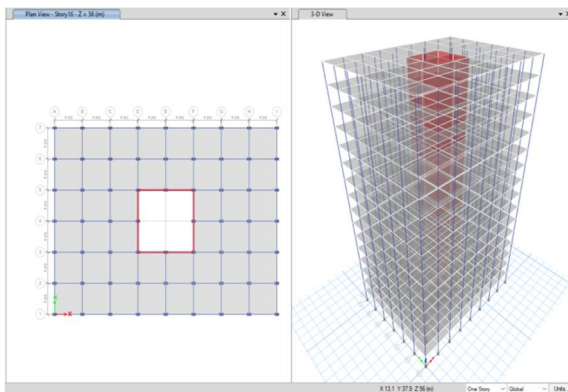 Plan View - Story16 - Z = 56 (m)
3-D View
A B C D E F G H I
7
6
5
4
3
2
1
X
X 13.1 Y 37.9 Z 56 (m)
One Story
Global
Units...